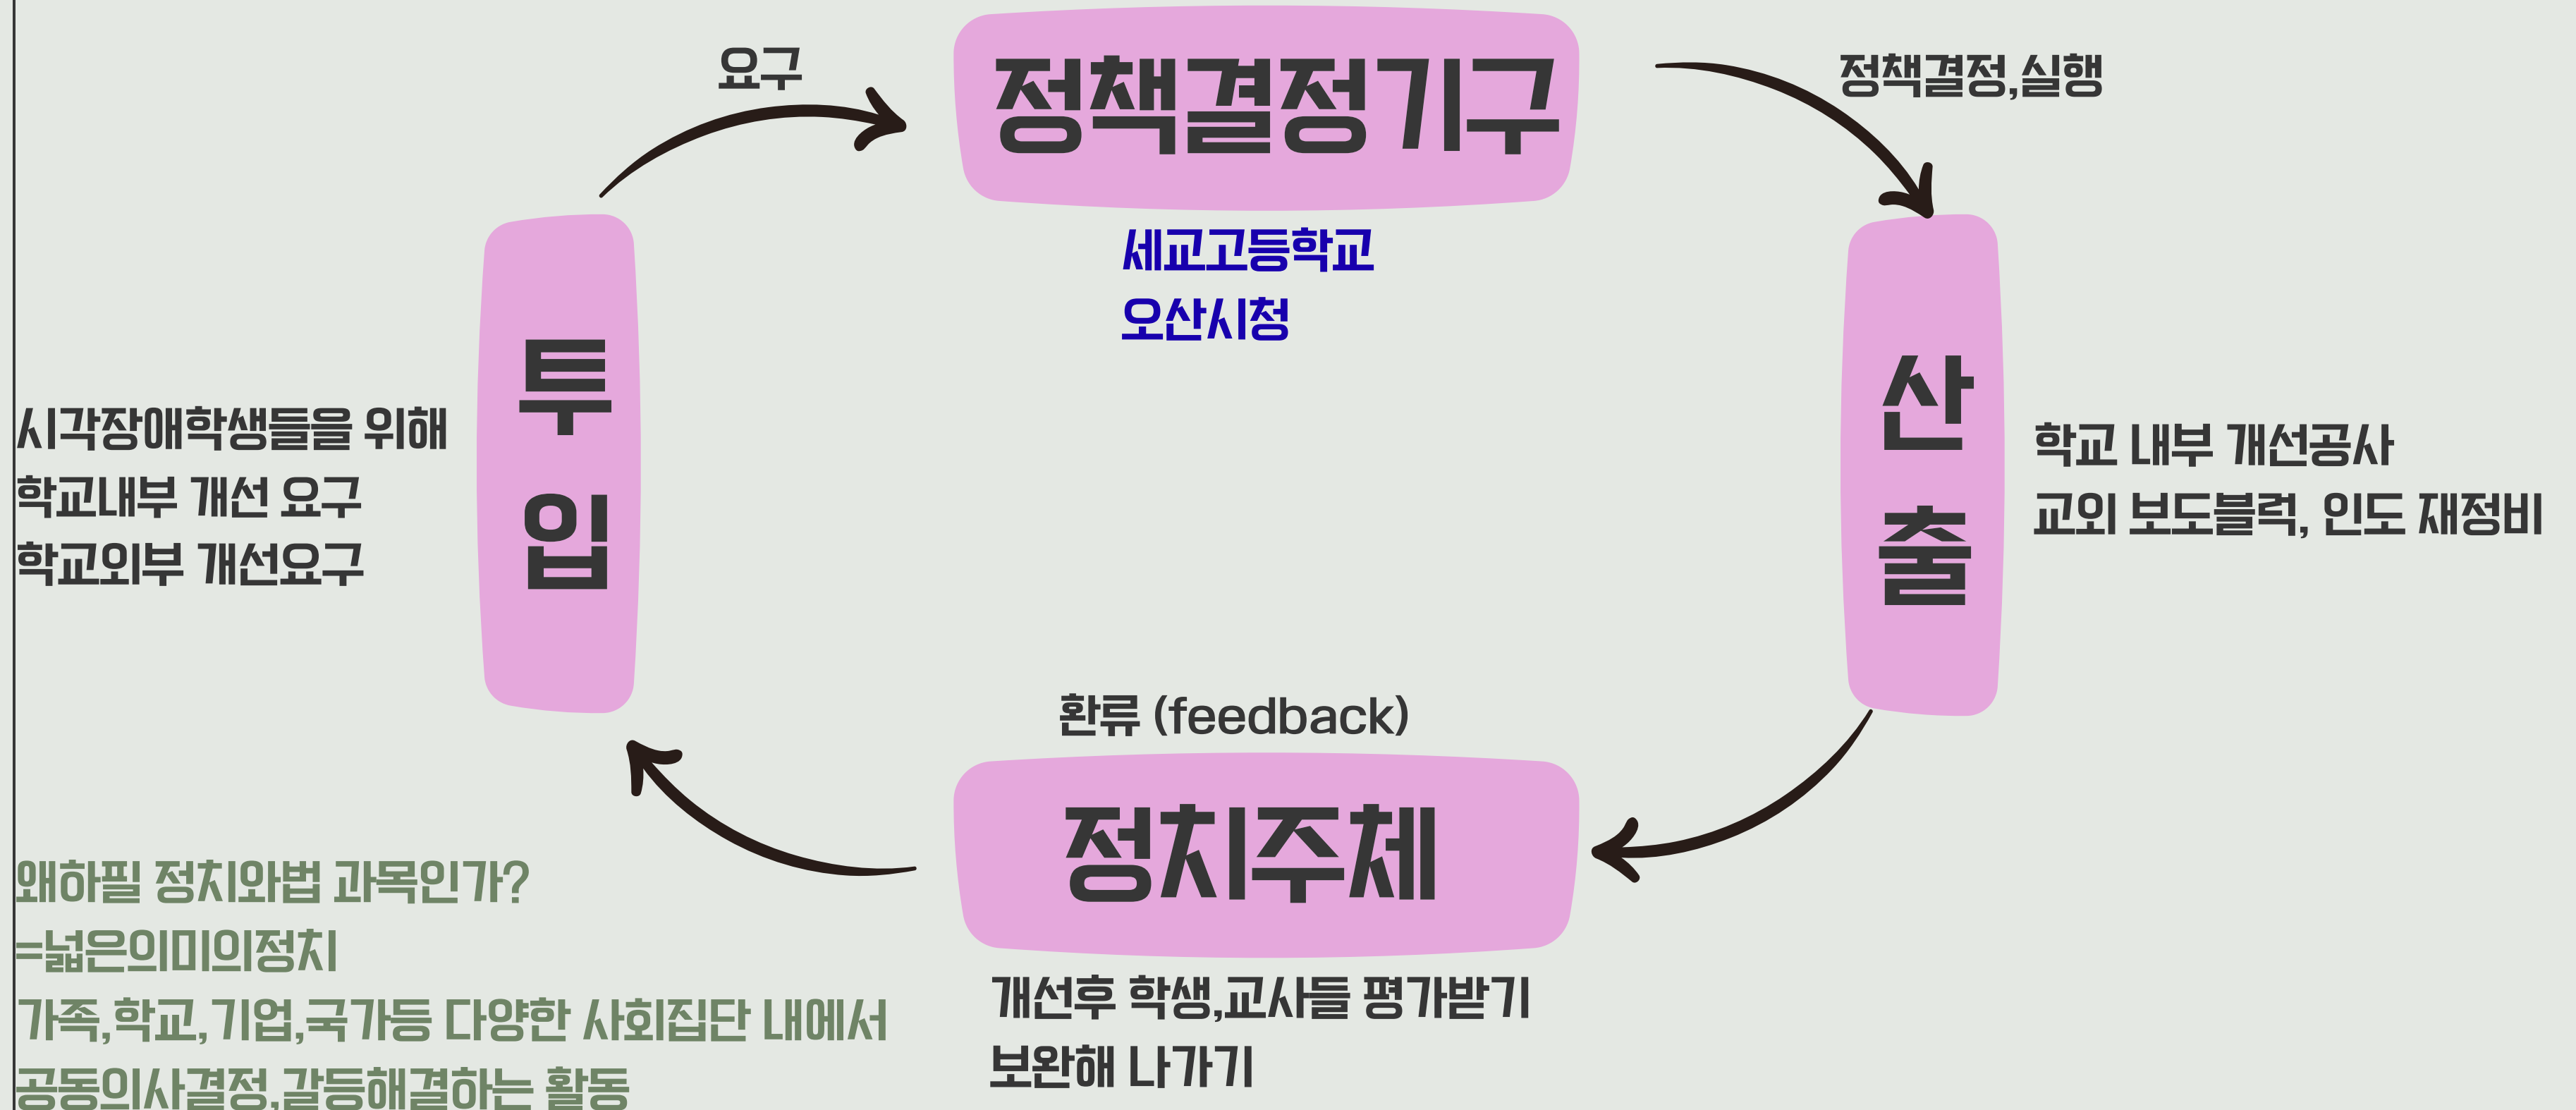 요구
정책결정기구
정책결정,실행
세교고등학교
오산시청
투
입
시각장애학생들을 위해
학교내부 개선 요구
학교외부 개선요구
산
출
학교 내부 개선공사
교외 보도블럭, 인도 재정비
환류 (feedback)
정치주체
개선후 학생,교사들 평가받기
보완해 나가기
왜하필 정치와법 과목인가?
=넓은의미의정치
가족,학교,기업,국가등 다양한 사회집단 내에서
공동의사결정,갈등해결하는 활동